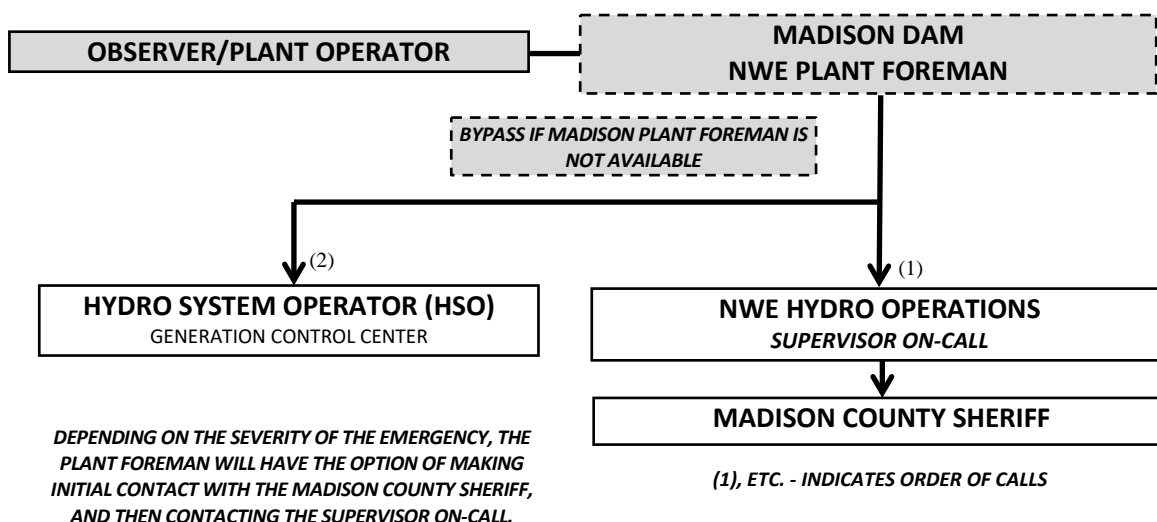 OBSERVER/PLANT OPERATOR
MADISON DAM
NWE PLANT FOREMAN
BYPASS IF MADISON PLANT FOREMAN IS
NOT AVAILABLE
(2)
(1)
HYDRO SYSTEM OPERATOR (HSO)
GENERATION CONTROL CENTER
NWE HYDRO OPERATIONS
SUPERVISOR ON-CALL
MADISON COUNTY SHERIFF
DEPENDING ON THE SEVERITY OF THE EMERGENCY, THE
PLANT FOREMAN WILL HAVE THE OPTION OF MAKING
INITIAL CONTACT WITH THE MADISON COUNTY SHERIFF,
AND THEN CONTACTING THE SUPERVISOR ON-CALL.
(1), ETC. - INDICATES ORDER OF CALLS